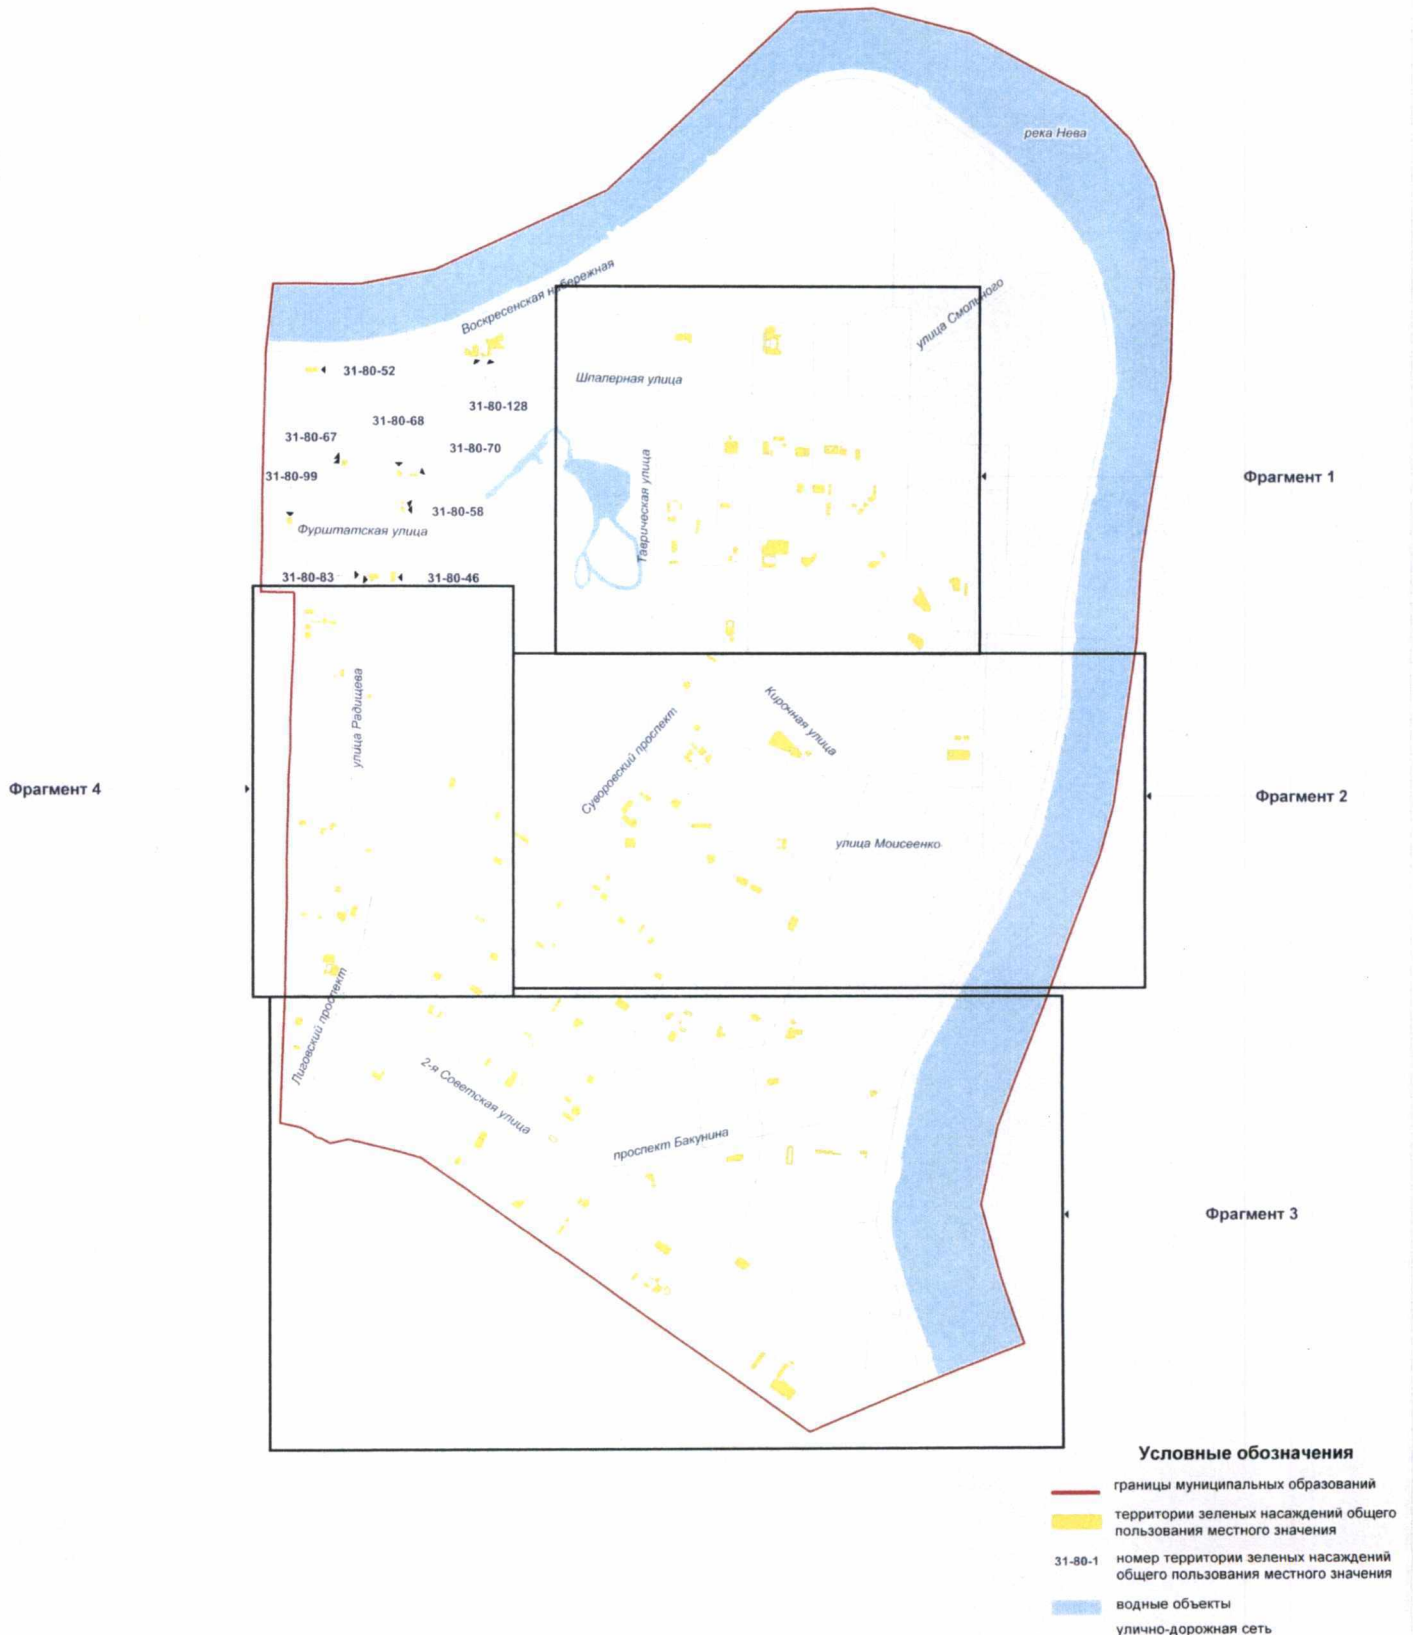 река Нева
Воскресенская набережная
улица Смольного
31-80-52
Шпалерная улица
31-80-128
31-80-68
31-80-67
31-80-70
31-80-99
Таврическая улица
Фрагмент 1
31-80-58
Фурштатская улица
31-80-83
31-80-46
улица Радищева
Кирочная улица
Суворовский проспект
Фрагмент 4
Фрагмент 2
улица Моисеенко
Лиговский проспект
2-я Советская улица
проспект Бакунина
Фрагмент 3
Условные обозначения
границы муниципальных образований
территории зеленых насаждений общего
пользования местного значения
31-80-1 номер территории зеленых насаждений
общего пользования местного значения
водные объекты
улично-дорожная сеть